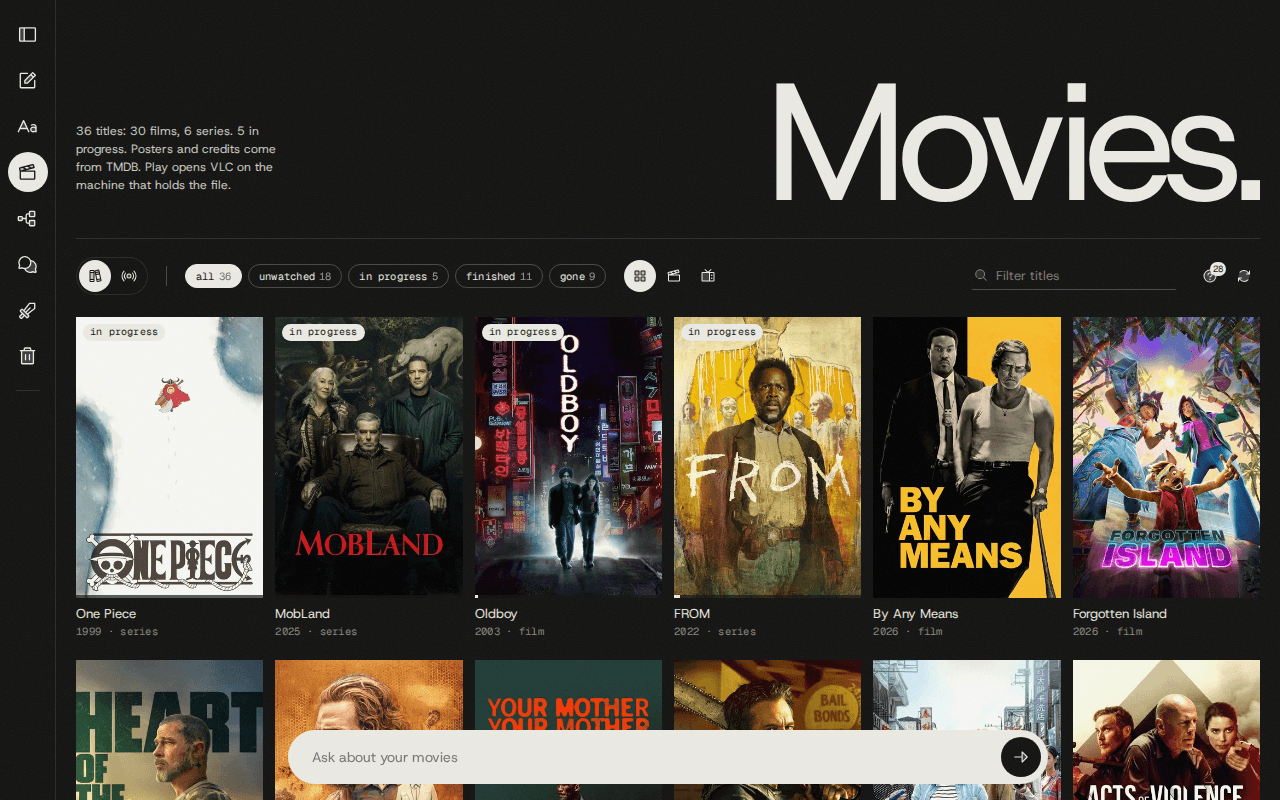 Aa
36 titles: 30 films, 6 series. 5 in
progress. Posters and credits come
from TMDB. Play opens VLC on the
machine that holds the file.
Movies.
all 36
unwatched 18
in progress 5
finished 11
gone 9
Filter titles
28
in progress
in progress
in progress
in progress
ONE PIECE
MOBLAND
OLDBOY
FROM
BY
ANY
MEANS
FORGOTTEN
ISLAND
One Piece
1999 · series
MobLand
2025 · series
Oldboy
2003 · film
FROM
2022 · series
By Any Means
2026 · film
Forgotten Island
2026 · film
HEART
OF
THE
YOUR MOTHER
YOUR MOTHER
BAIL
BONDS
ACTS OF VIOLENCE
Ask about your movies